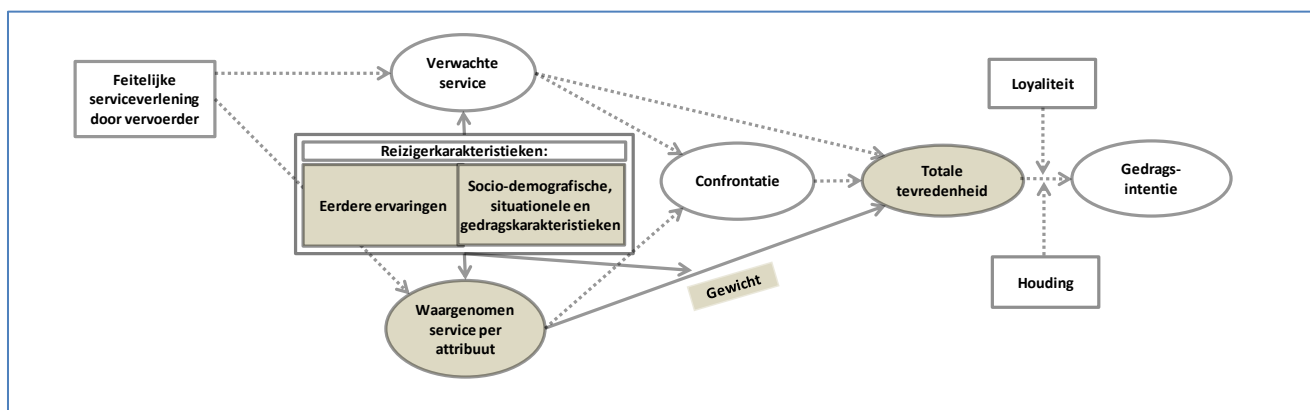 Feitelijke
serviceverlening
door vervoerder
Verwachte
service
Reizigerkarakteristieken:
Eerdere ervaringen
Socio-demografische,
situationele en
gedragskarakteristieken
Waargenomen
service per
attribuut
Confrontatie
Gewicht
Totale
tevredenheid
Loyaliteit
Gedrags-
intentie
Houding